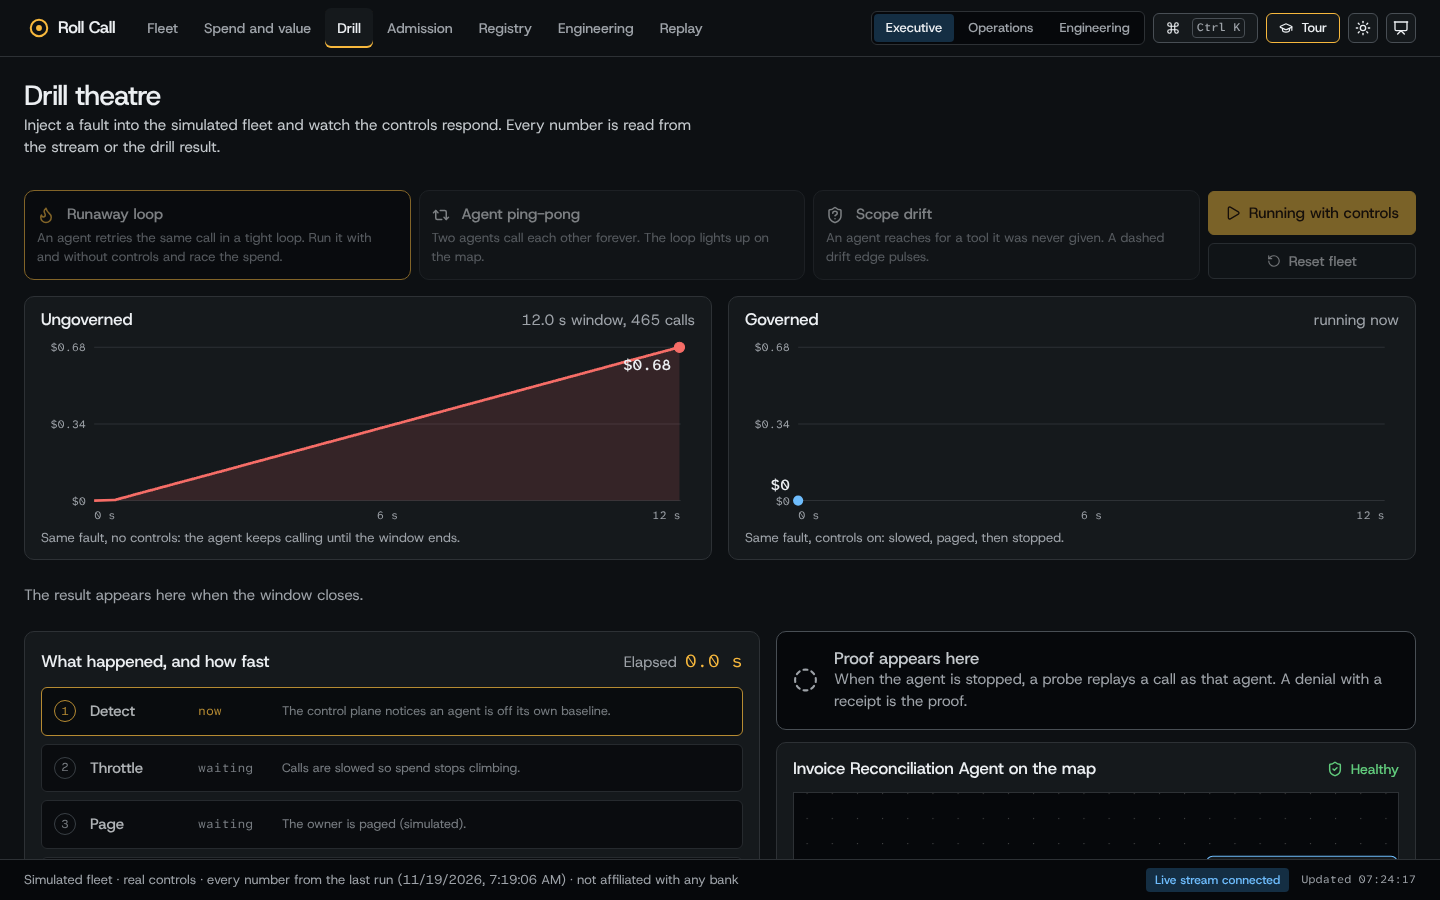 Roll Call
Fleet
Spend and value
Drill
Admission
Registry
Engineering
Replay
Executive
Operations
Engineering
⌘ Ctrl K
Tour
Drill theatre
Inject a fault into the simulated fleet and watch the controls respond. Every number is read from
the stream or the drill result.
Runaway loop
An agent retries the same call in a tight loop. Run it with
and without controls and race the spend.
Agent ping-pong
Two agents call each other forever. The loop lights up on
the map.
Scope drift
An agent reaches for a tool it was never given. A dashed
drift edge pulses.
Running with controls
Reset fleet
Ungoverned
12.0 s window, 465 calls
$0.68
$0.68
$0.34
$0
0 s
6 s
12 s
Same fault, no controls: the agent keeps calling until the window ends.
Governed
running now
$0.68
$0.34
$0
$0
0 s
6 s
12 s
Same fault, controls on: slowed, paged, then stopped.
The result appears here when the window closes.
What happened, and how fast
Elapsed 0.0 s
1 Detect now The control plane notices an agent is off its own baseline.
2 Throttle waiting Calls are slowed so spend stops climbing.
3 Page waiting The owner is paged (simulated).
Proof appears here
When the agent is stopped, a probe replays a call as that agent. A denial with a
receipt is the proof.
Invoice Reconciliation Agent on the map
Healthy
Simulated fleet · real controls · every number from the last run (11/19/2026, 7:19:06 AM) · not affiliated with any bank
Live stream connected
Updated 07:24:17